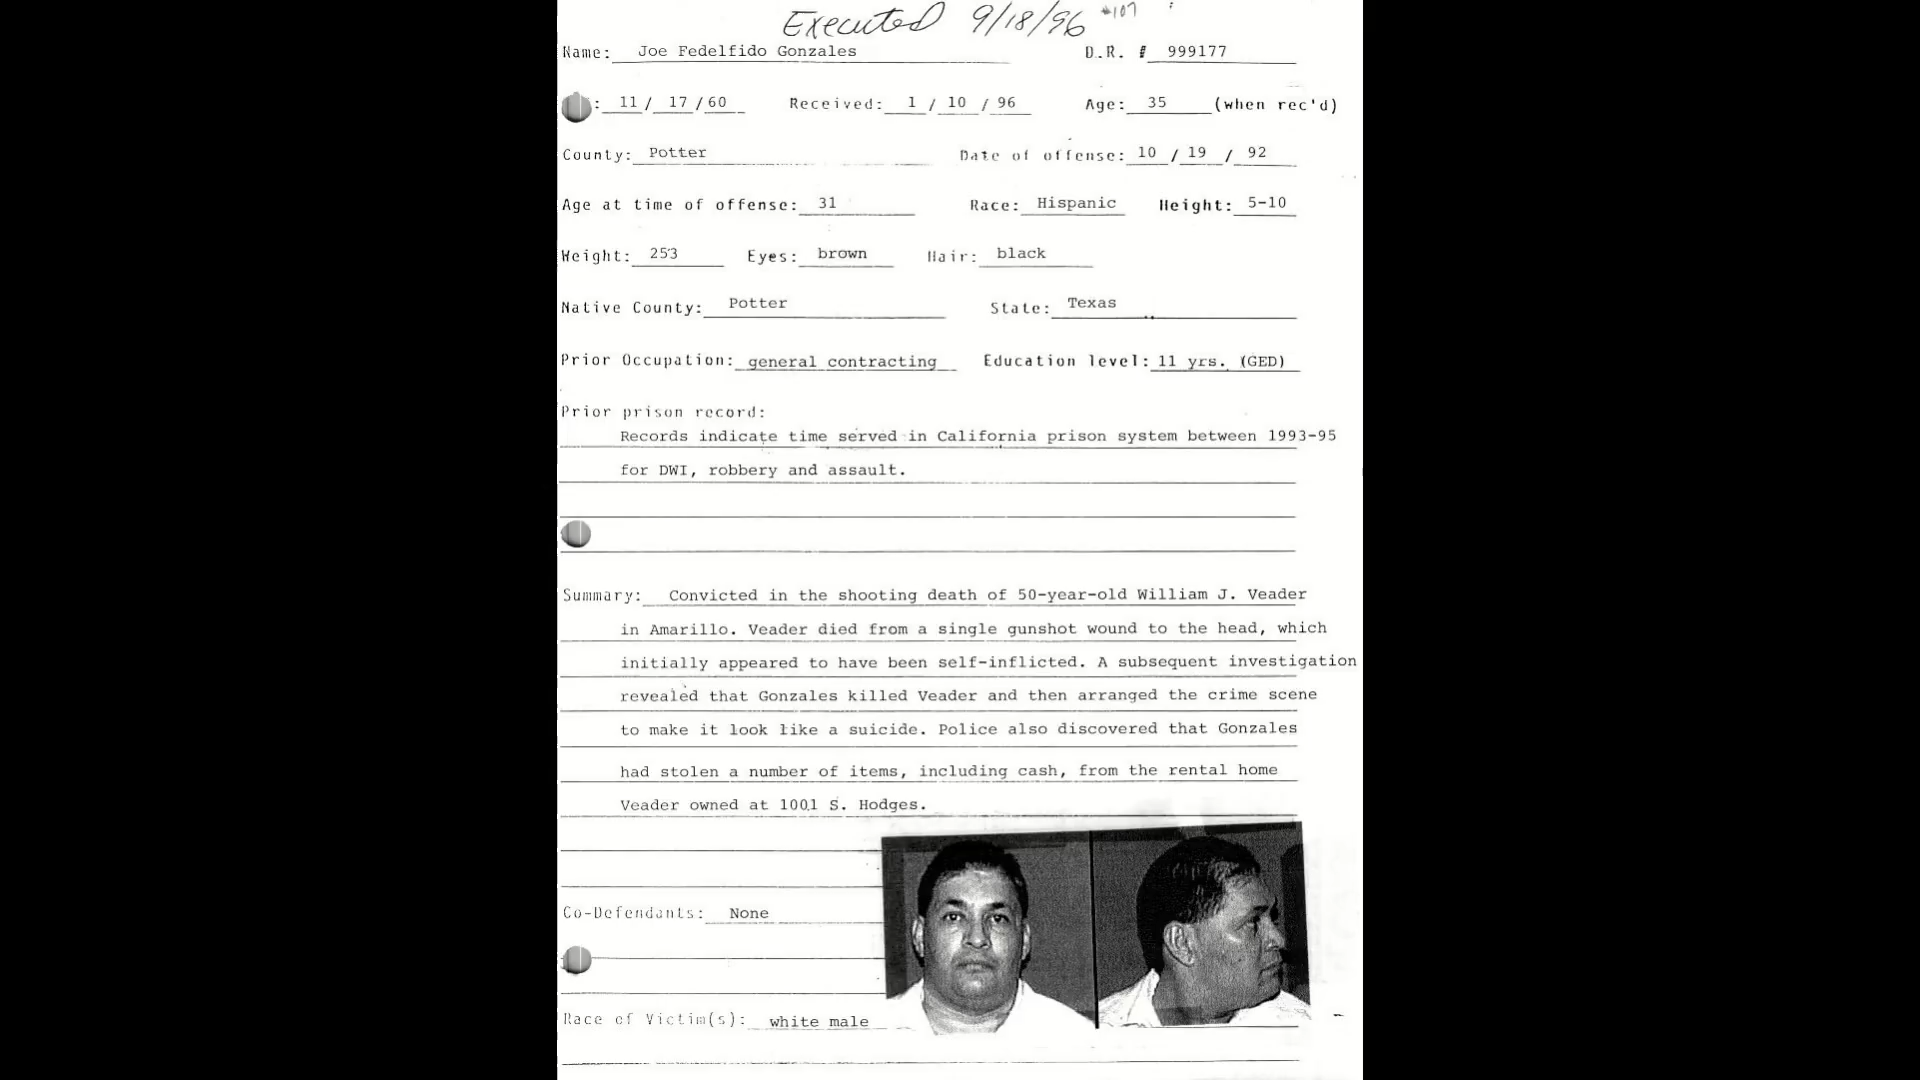 Executed 9/18/96 #107
Name: Joe Fedelfido Gonzales D.R. # 999177
: 11/ 17 /60 Received: 1 / 10 / 96 Age: 35 (when rec'd)
County: Potter Date of offense: 10 / 19 / 92
Age at time of offense: 31 Race: Hispanic Height: 5-10
Weight: 253 Eyes: brown Hair: black
Native County: Potter State: Texas
Prior Occupation: general contracting Education level: 11 yrs. (GED)
Prior prison record:
Records indicate time served in California prison system between 1993-95
for DWI, robbery and assault.
Summary: Convicted in the shooting death of 50-year-old William J. Veader
in Amarillo. Veader died from a single gunshot wound to the head, which
initially appeared to have been self-inflicted. A subsequent investigation
revealed that Gonzales killed Veader and then arranged the crime scene
to make it look like a suicide. Police also discovered that Gonzales
had stolen a number of items, including cash, from the rental home
Veader owned at 1001 S. Hodges.
Co-Defendants: None
Race of Victim(s): white male